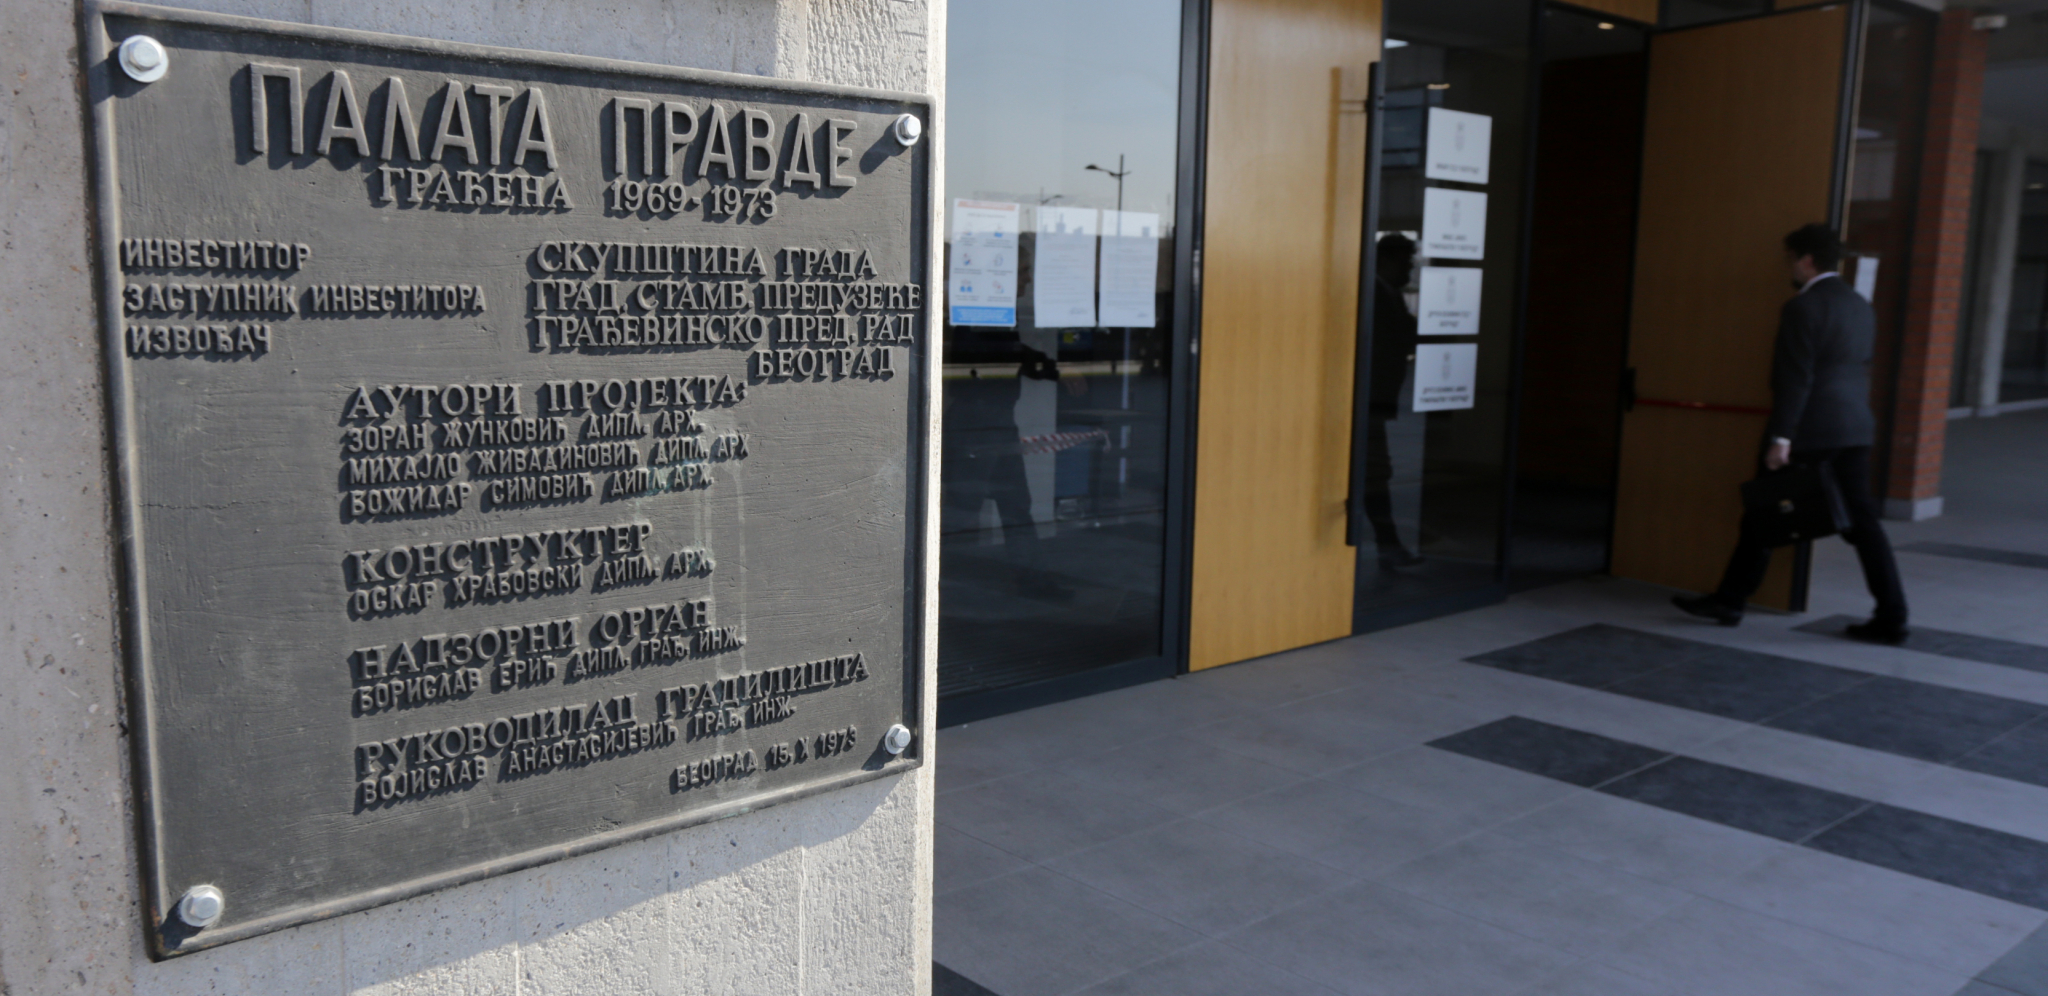 ПАЛАТА ПРАВДЕ
ГРАЂЕНА 1969-1973
ИНВЕСТИТОР СКУПШТИНА ГРАДА
ЗАСТУПНИК ИНВЕСТИТОРА ГРАД. СТАМБ. ПРЕДУЗЕЋЕ
ИЗВОЂАЧ ГРАЂЕВИНСКО ПРЕД. РАД
БЕОГРАД
АУТОРИ ПРОЈЕКТА:
ЗОРАН ЖУНКОВИЋ ДИПЛ. АРХ.
МИХАЈЛО ЖИВАДИНОВИЋ ДИПЛ. АРХ
БОЖИДАР СИМОВИЋ ДИПЛ. АРХ.
КОНСТРУКТЕР
ОСКАР ХРАБОВСКИ ДИПЛ. АРХ.
НАДЗОРНИ ОРГАН
БОРИСЛАВ ЕРИЋ ДИПЛ. ГРАЂ. ИНЖ.
РУКОВОДИЛАЦ ГРАДИЛИШТА
ВОЈИСЛАВ АНАСТАСИЈЕВИЋ ГРАЂ. ИНЖ.
БЕОГРАД 15. X 1973